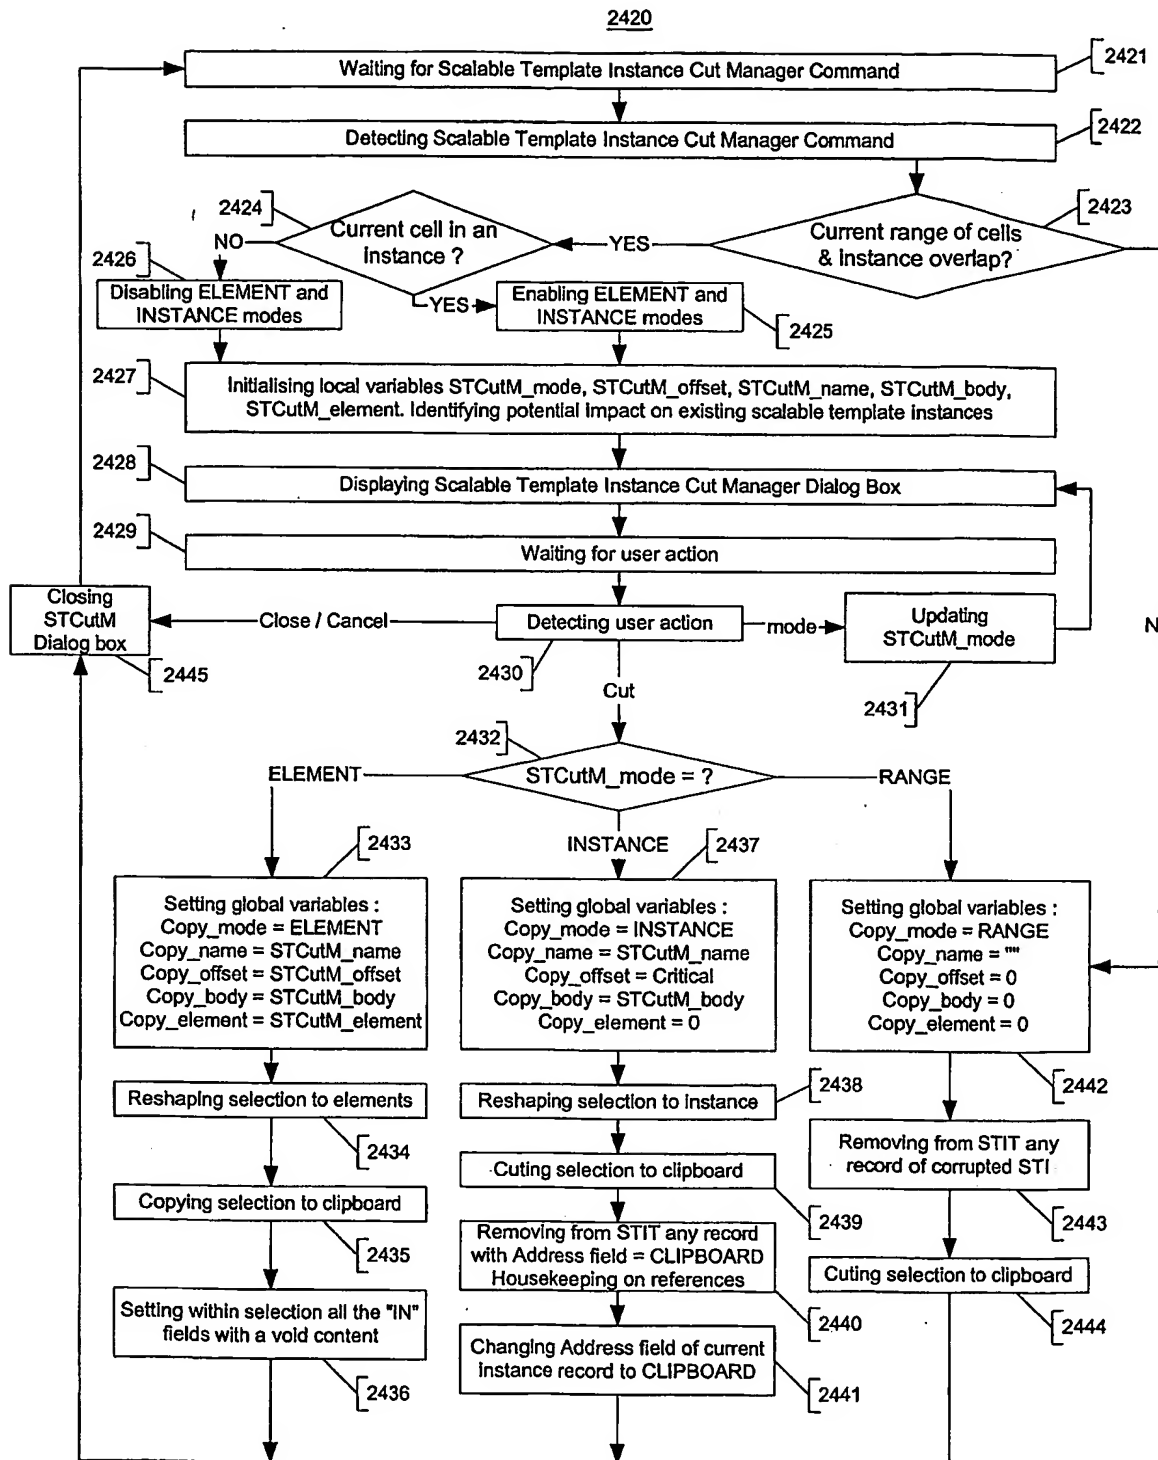 2420
Waiting for Scalable Template Instance Cut Manager Command
2421
Detecting Scalable Template Instance Cut Manager Command
2422
2424
Current cell in an
instance ?
YES
Current range of cells
& instance overlap?
2423
NO
2426
Disabling ELEMENT and
INSTANCE modes
YES
Enabling ELEMENT and
INSTANCE modes
2425
2427
Initialising local variables STCutM_mode, STCutM_offset, STCutM_name, STCutM_body,
STCutM_element. Identifying potential impact on existing scalable template instances
2428
Displaying Scalable Template Instance Cut Manager Dialog Box
2429
Waiting for user action
Closing
STCutM
Dialog box
2445
Close / Cancel
Detecting user action
2430
mode
Updating
STCutM_mode
2431
N
Cut
2432
STCutM_mode = ?
ELEMENT
INSTANCE
RANGE
2433
Setting global variables :
Copy_mode = ELEMENT
Copy_name = STCutM_name
Copy_offset = STCutM_offset
Copy_body = STCutM_body
Copy_element = STCutM_element
2437
Setting global variables :
Copy_mode = INSTANCE
Copy_name = STCutM_name
Copy_offset = Critical
Copy_body = STCutM_body
Copy_element = 0
Setting global variables :
Copy_mode = RANGE
Copy_name = ""
Copy_offset = 0
Copy_body = 0
Copy_element = 0
2442
Reshaping selection to elements
2434
Reshaping selection to instance
2438
Removing from STIT any
record of corrupted STI
2443
Copying selection to clipboard
2435
Cuting selection to clipboard
2439
Cuting selection to clipboard
2444
Setting within selection all the "IN"
fields with a void content
2436
Removing from STIT any record
with Address field = CLIPBOARD
Housekeeping on references
2440
Changing Address field of current
instance record to CLIPBOARD
2441